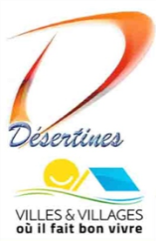 Désertines
VILLES & VILLAGES
où il fait bon vivre